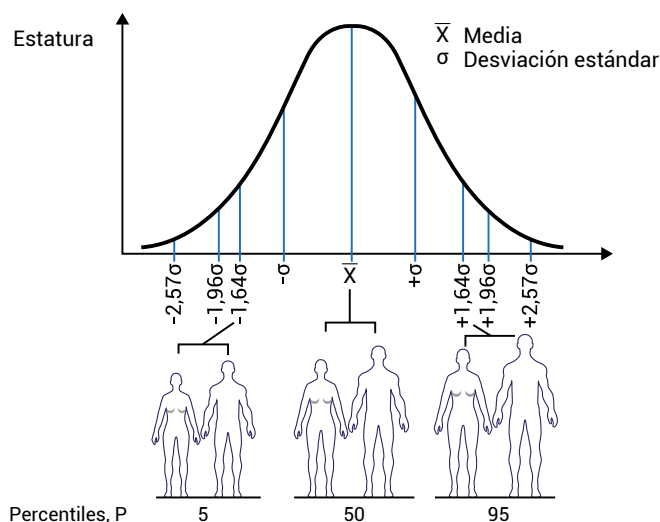 Estatura
X̅ Media
σ Desviación estándar
-2,57σ
-1,96σ
-1,64σ
-σ
X̅
+σ
+1,64σ
+1,96σ
+2,57σ
Percentiles, P 5 50 95